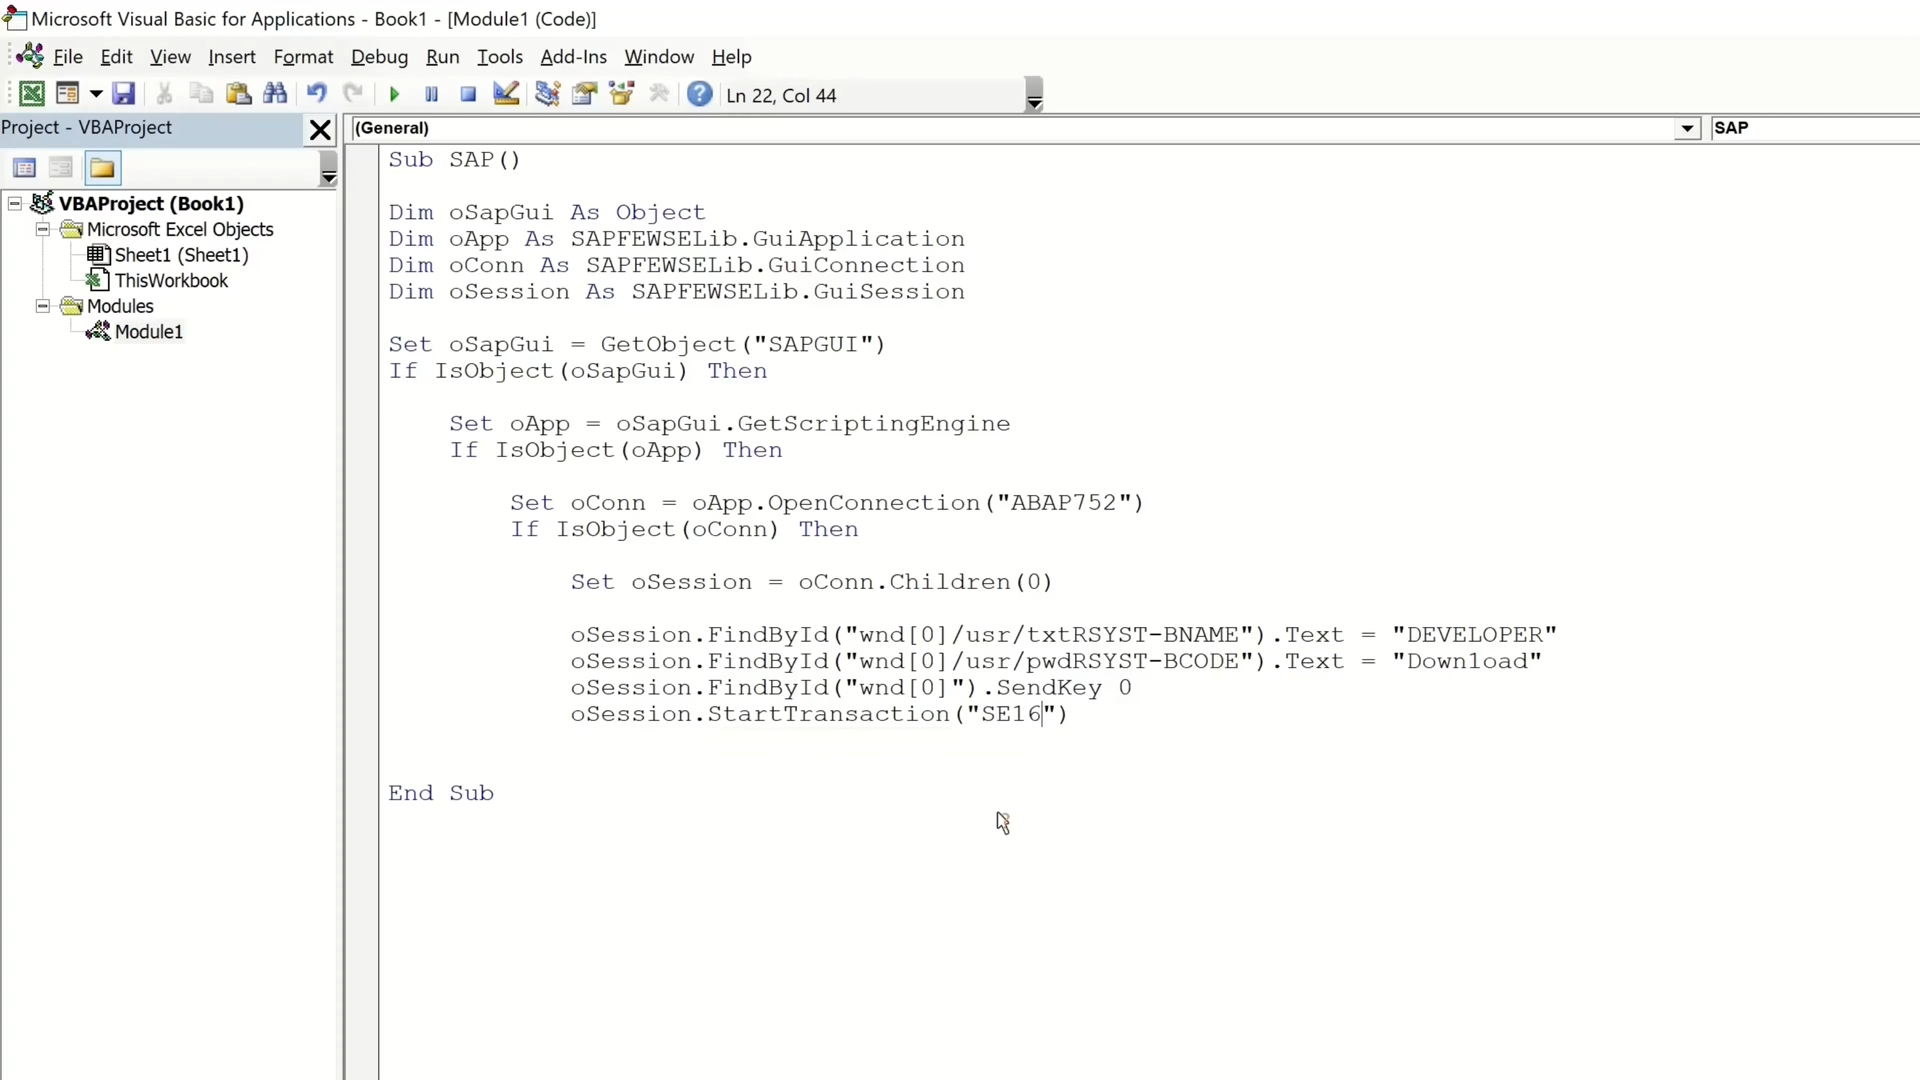 Microsoft Visual Basic for Applications - Book1 - [Module1 (Code)]
File Edit View Insert Format Debug Run Tools Add-Ins Window Help
Ln 22, Col 44
Project - VBAProject
(General)
SAP
VBAProject (Book1)
Microsoft Excel Objects
Sheet1 (Sheet1)
ThisWorkbook
Modules
Module1
Sub SAP()
Dim oSapGui As Object
Dim oApp As SAPFEWSELib.GuiApplication
Dim oConn As SAPFEWSELib.GuiConnection
Dim oSession As SAPFEWSELib.GuiSession
Set oSapGui = GetObject("SAPGUI")
If IsObject(oSapGui) Then
Set oApp = oSapGui.GetScriptingEngine
If IsObject(oApp) Then
Set oConn = oApp.OpenConnection("ABAP752")
If IsObject(oConn) Then
Set oSession = oConn.Children(0)
oSession.FindById("wnd[0]/usr/txtRSYST-BNAME").Text = "DEVELOPER"
oSession.FindById("wnd[0]/usr/pwdRSYST-BCODE").Text = "Down1oad"
oSession.FindById("wnd[0]").SendKey 0
oSession.StartTransaction("SE16")
End Sub